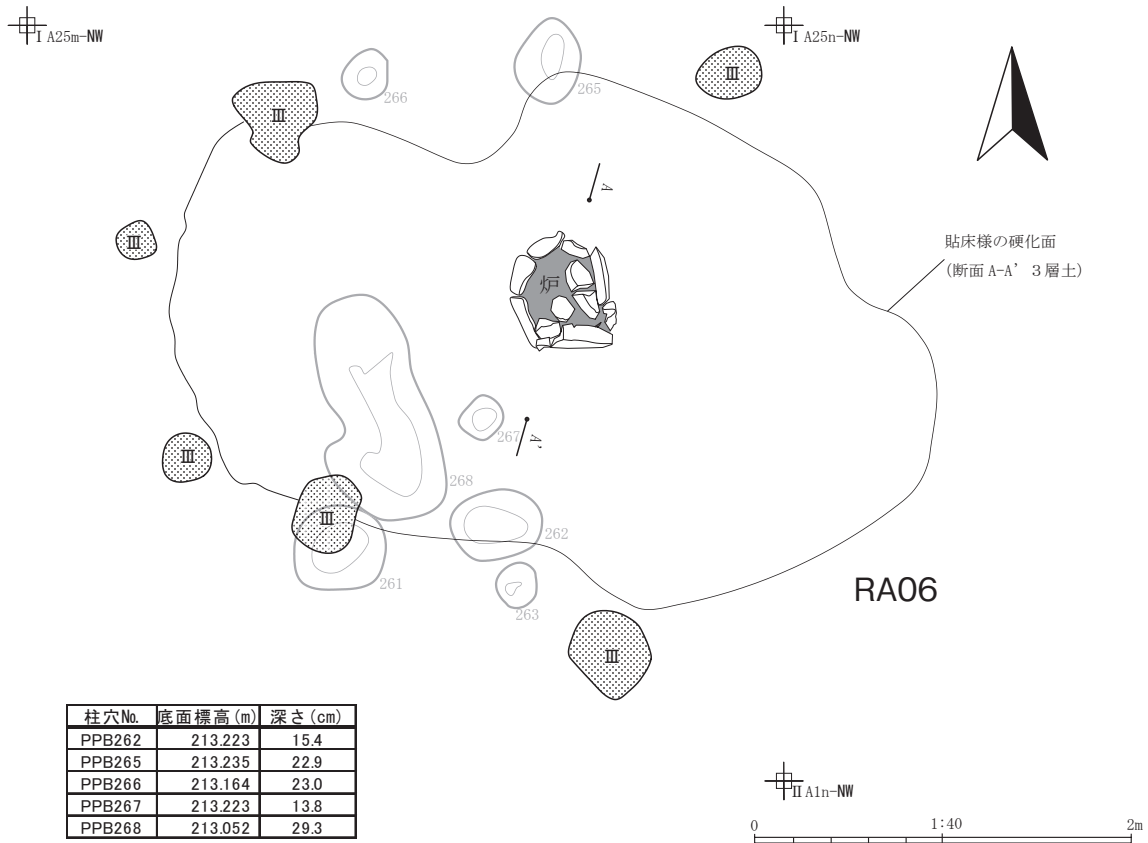 I A25m-NW
I A25n-NW
266
265
Ⅲ
Ⅲ
A
Ⅲ
貼床様の硬化面
(断面 A-A’ 3層土)
炉
267
A’
Ⅲ
268
Ⅲ
262
261
263
RA06
Ⅲ
柱穴No. 底面標高(m) 深さ(cm)
PPB262 213.223 15.4
PPB265 213.235 22.9
PPB266 213.164 23.0
PPB267 213.223 13.8
PPB268 213.052 29.3
Ⅱ A1n-NW
0 1:40 2m